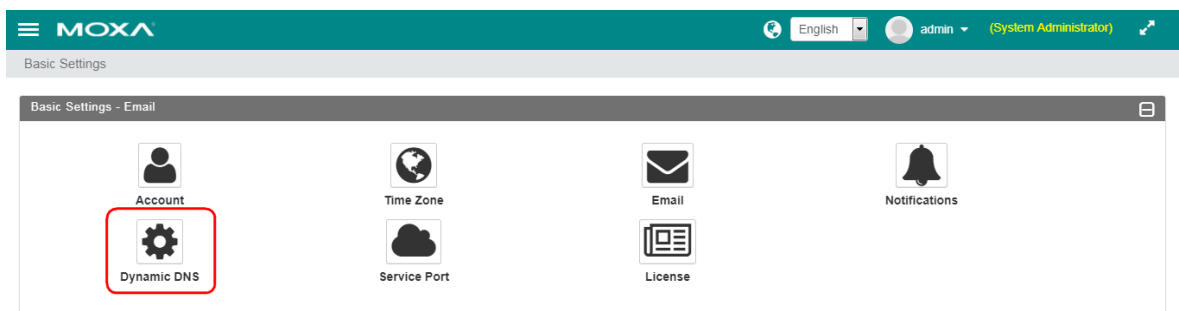 MOXA English admin (System Administrator)
Basic Settings
Basic Settings - Email
Account Time Zone Email Notifications
Dynamic DNS Service Port License